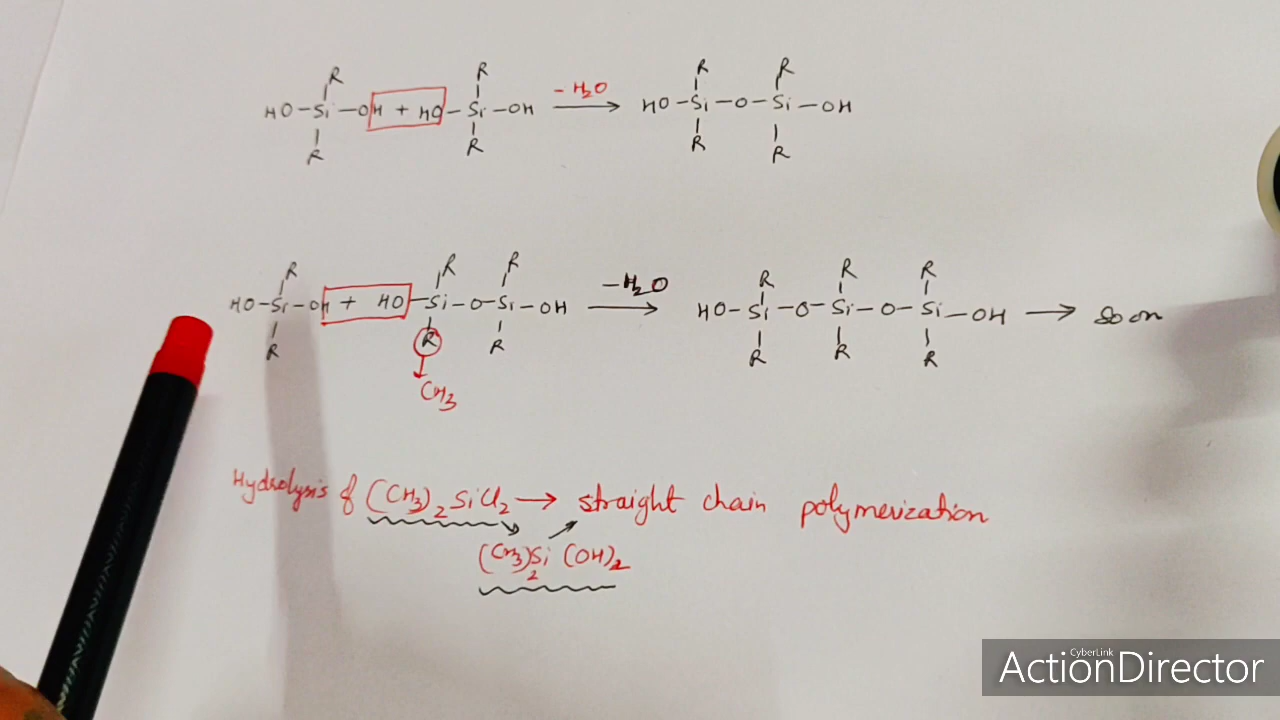 R R R R
HO-Si-OH + HO-Si-OH -H₂O → HO-Si-O-Si-OH
R R R R
R R R R R R
HO-Si-OH + HO-Si-O-Si-OH -H₂O → HO-Si-O-Si-O-Si-OH → So on
R R R R R R
CH₃
Hydrolysis of (CH₃)₂SiCl₂ → straight chain polymerization
(CH₃)₂Si(OH)₂
CyberLink
ActionDirector